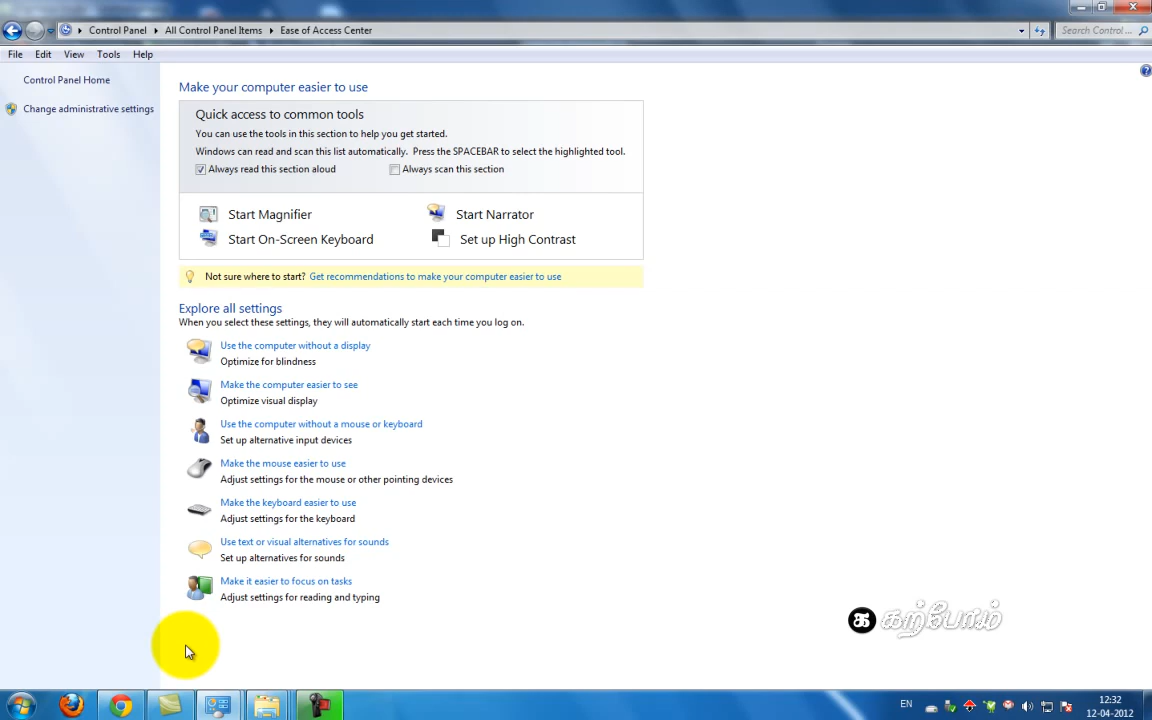 Control Panel
All Control Panel Items
Ease of Access Center
Search Control ...
File
Edit
View
Tools
Help
Control Panel Home
Change administrative settings
Make your computer easier to use
Quick access to common tools
You can use the tools in this section to help you get started.
Windows can read and scan this list automatically. Press the SPACEBAR to select the highlighted tool.
Always read this section aloud
Always scan this section
Start Magnifier
Start Narrator
Start On-Screen Keyboard
Set up High Contrast
Not sure where to start? Get recommendations to make your computer easier to use
Explore all settings
When you select these settings, they will automatically start each time you log on.
Use the computer without a display
Optimize for blindness
Make the computer easier to see
Optimize visual display
Use the computer without a mouse or keyboard
Set up alternative input devices
Make the mouse easier to use
Adjust settings for the mouse or other pointing devices
Make the keyboard easier to use
Adjust settings for the keyboard
Use text or visual alternatives for sounds
Set up alternatives for sounds
Make it easier to focus on tasks
Adjust settings for reading and typing
க கற்போம்
EN
12:32
12-04-2012